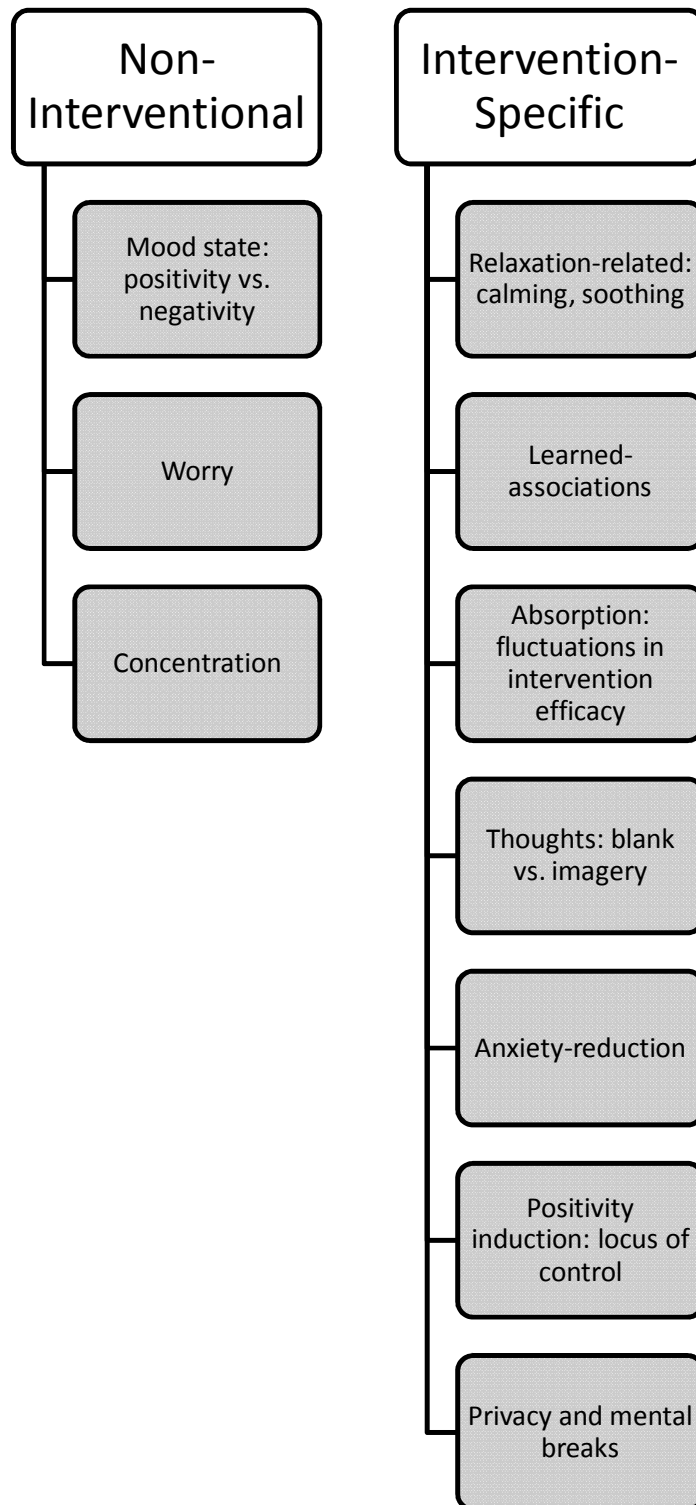 Non-
Interventional
Mood state:
positivity vs.
negativity
Worry
Concentration
Intervention-
Specific
Relaxation-related:
calming, soothing
Learned-
associations
Absorption:
fluctuations in
intervention
efficacy
Thoughts: blank
vs. imagery
Anxiety-reduction
Positivity
induction: locus of
control
Privacy and mental
breaks